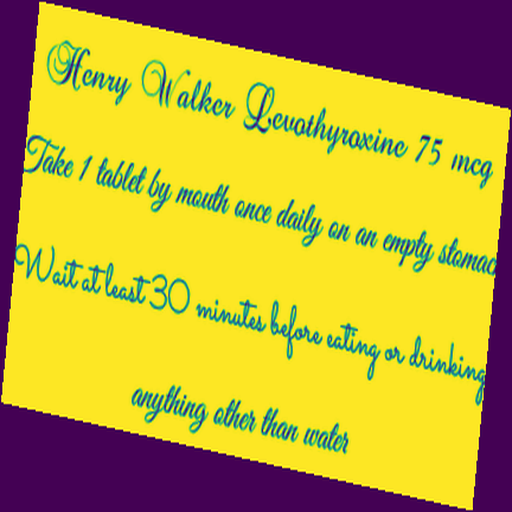 Henry Walker Levothyroxine 75 mcg
Take 1 tablet by mouth once daily on an empty stomac
Wait at least 30 minutes before eating or drinking
anything other than water